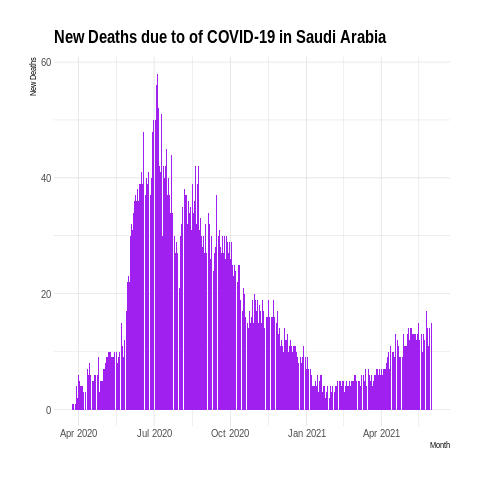 New Deaths due to of COVID-19 in Saudi Arabia
New Deaths
60
40
20
0
Apr 2020 Jul 2020 Oct 2020 Jan 2021 Apr 2021
Month